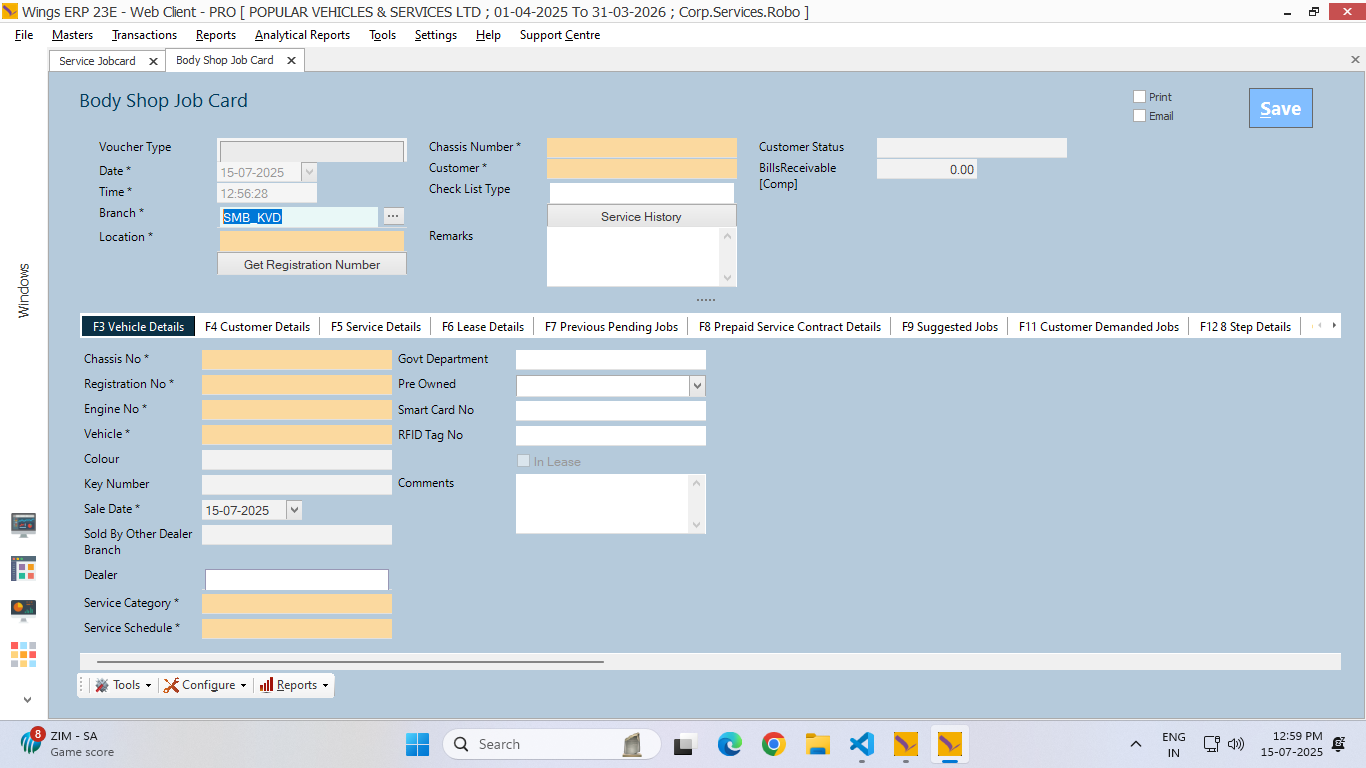 Wings ERP 23E - Web Client - PRO [ POPULAR VEHICLES & SERVICES LTD ; 01-04-2025 To 31-03-2026 ; Corp.Services.Robo ]
File Masters Transactions Reports Analytical Reports Tools Settings Help Support Centre
Service Jobcard Body Shop Job Card
Body Shop Job Card
Print
Email
Save
Voucher Type
Date *
15-07-2025
Time *
12:56:28
Branch *
SMB_KVD
Location *
Get Registration Number
Chassis Number *
Customer *
Check List Type
Service History
Remarks
Customer Status
BillsReceivable
[Comp]
0.00
Windows
F3 Vehicle Details F4 Customer Details F5 Service Details F6 Lease Details F7 Previous Pending Jobs F8 Prepaid Service Contract Details F9 Suggested Jobs F11 Customer Demanded Jobs F12 8 Step Details
Chassis No *
Registration No *
Engine No *
Vehicle *
Colour
Key Number
Sale Date *
15-07-2025
Sold By Other Dealer
Branch
Dealer
Service Category *
Service Schedule *
Govt Department
Pre Owned
Smart Card No
RFID Tag No
In Lease
Comments
Tools Configure Reports
8
ZIM - SA
Game score
Search
ENG
IN
12:59 PM
15-07-2025